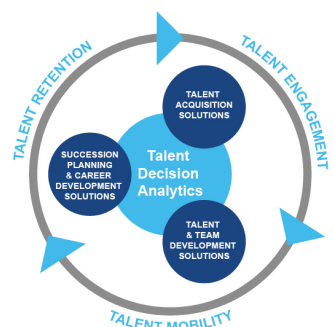 TALENT RETENTION
TALENT ENGAGEMENT
TALENT
ACQUISITION
SOLUTIONS
SUCCESSION
PLANNING
& CAREER
DEVELOPMENT
SOLUTIONS
Talent
Decision
Analytics
TALENT
& TEAM
DEVELOPMENT
SOLUTIONS
TALENT MOBILITY